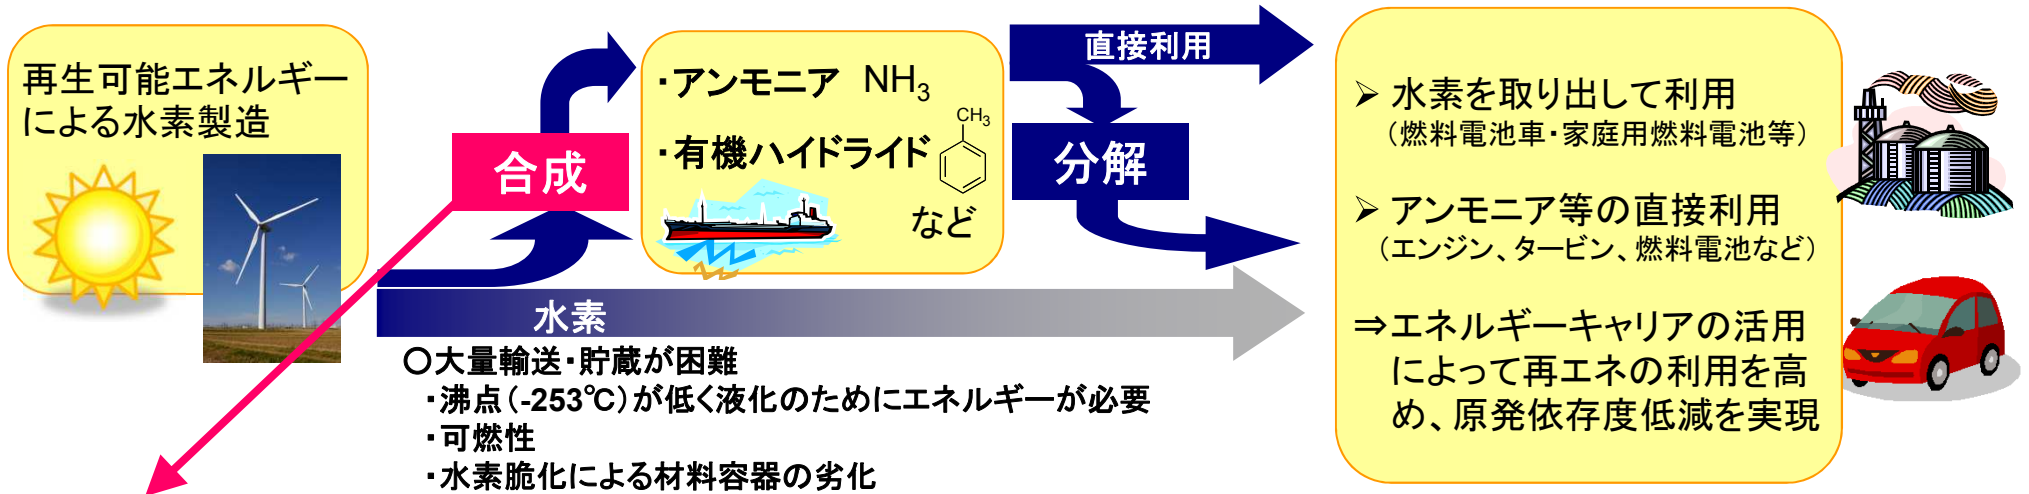 再生可能エネルギー
による水素製造
合成
・アンモニア NH3
・有機ハイドライド
CH3
など
直接利用
分解
水素
○大量輸送・貯蔵が困難
・沸点(-253℃)が低く液化のためにエネルギーが必要
・可燃性
・水素脆化による材料容器の劣化
➢ 水素を取り出して利用
（燃料電池車・家庭用燃料電池等）
➢ アンモニア等の直接利用
（エンジン、タービン、燃料電池など）
⇒エネルギーキャリアの活用
によって再エネの利用を高
め、原発依存度低減を実現